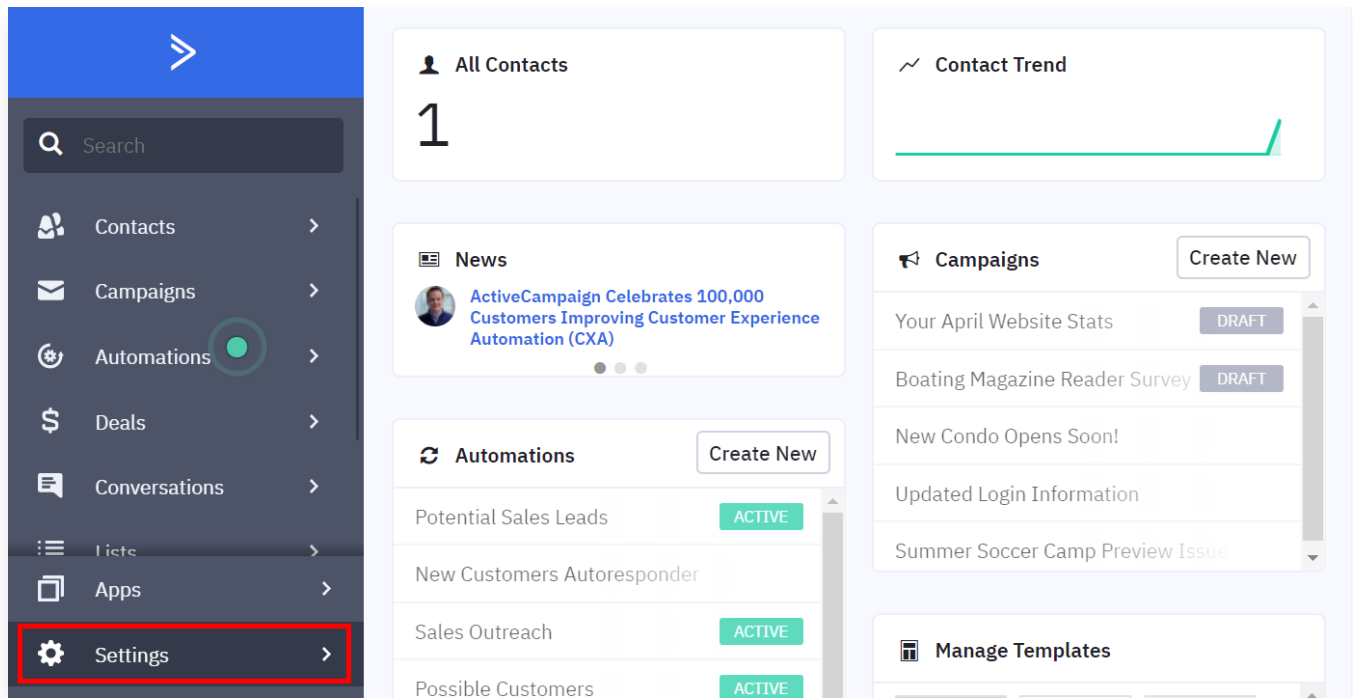 Search
Contacts
Campaigns
Automations
Deals
Conversations
Lists
Apps
Settings
All Contacts
1
Contact Trend
News
ActiveCampaign Celebrates 100,000
Customers Improving Customer Experience
Automation (CXA)
Campaigns
Create New
Your April Website Stats DRAFT
Boating Magazine Reader Survey DRAFT
New Condo Opens Soon!
Updated Login Information
Summer Soccer Camp Preview Issue
Automations
Create New
Potential Sales Leads ACTIVE
New Customers Autoresponder
Sales Outreach ACTIVE
Possible Customers ACTIVE
Manage Templates